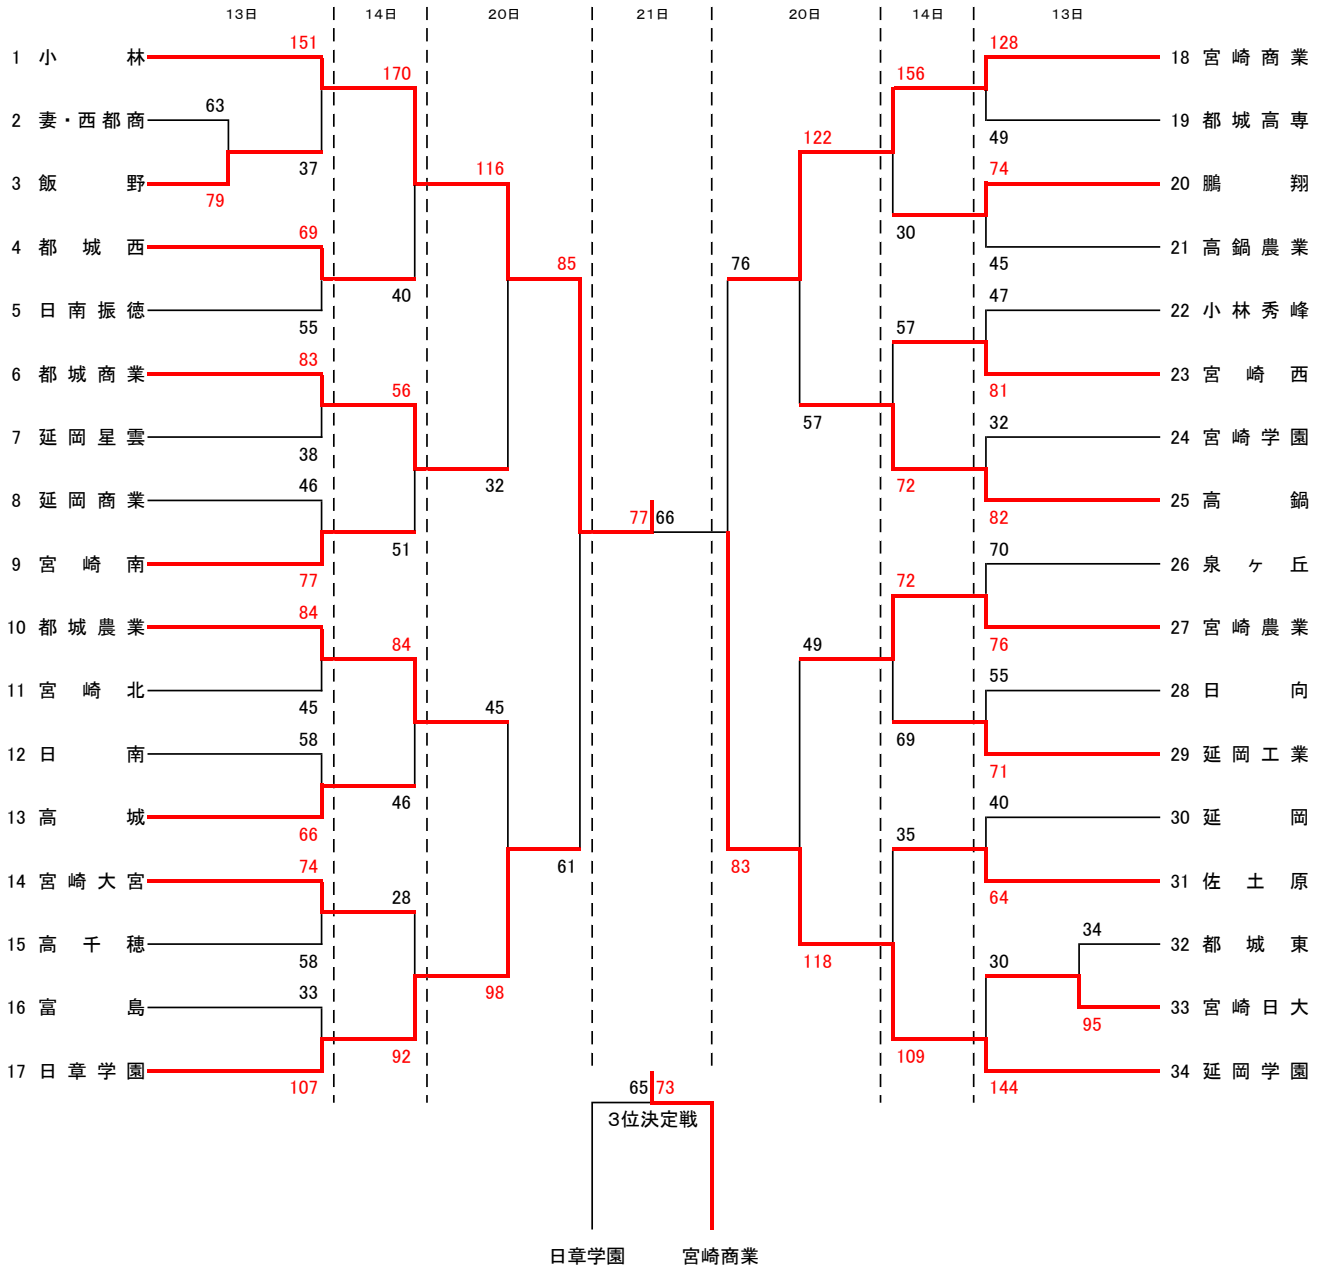 13日 14日 20日 21日 20日 14日 13日
151 128
1 小林 18 宮崎商業
170 156
63
2 妻・西都商 19 都城高専
122 49
37 116 74
3 飯野 20 鵬翔
79
69 30
4 都城西 21 高鍋農業
85 76 45
40 47
5 日南振徳 22 小林秀峰
55 57
83
6 都城商業 23 宮崎西
56 81
57 32
7 延岡星雲 24 宮崎学園
38
46 32 72
8 延岡商業 25 高鍋
77 66 82
51 70
9 宮崎南 26 泉ヶ丘
77 72
84
10 都城農業 27 宮崎農業
84 49 76
55
11 宮崎北 28 日向
45 45
58 69
12 日南 29 延岡工業
71
46 40
13 高城 30 延岡
66 35
74 61 83
14 宮崎大宮 31 佐土原
28 64
34
15 高千穂 32 都城東
58 118 30
33 98
16 富島 33 宮崎日大
95
92 109
17 日章学園 34 延岡学園
107 65 73 144
3位決定戦
日章学園 宮崎商業